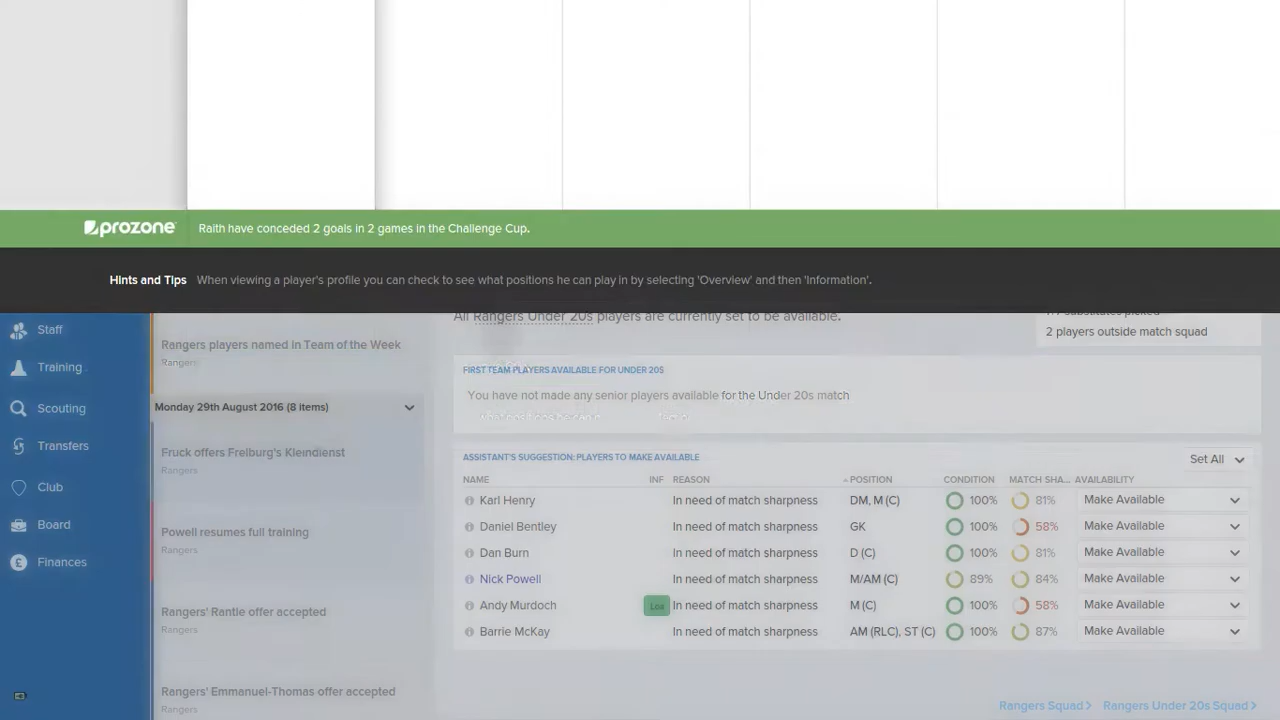 prozone
Raith have conceded 2 goals in 2 games in the Challenge Cup.
Hints and Tips When viewing a player's profile you can check to see what positions he can play in by selecting 'Overview' and then 'Information'.
Staff
Training
Scouting
Transfers
Club
Board
Finances
Rangers players named in Team of the Week
Rangers
Monday 29th August 2016 (8 items)
Fruck offers Freiburg's Kleindienst
Rangers
Powell resumes full training
Rangers
Rangers' Rantie offer accepted
Rangers
Rangers' Emmanuel-Thomas offer accepted
Rangers
All Rangers Under 20s players are currently set to be available.
substitutes picked
2 players outside match squad
FIRST TEAM PLAYERS AVAILABLE FOR UNDER 20S
You have not made any senior players available for the Under 20s match
ASSISTANT'S SUGGESTION: PLAYERS TO MAKE AVAILABLE
Set All
NAME INF REASON POSITION CONDITION MATCH SHA... AVAILABILITY
Karl Henry In need of match sharpness DM, M (C) 100% 81% Make Available
Daniel Bentley In need of match sharpness GK 100% 58% Make Available
Dan Burn In need of match sharpness D (C) 100% 81% Make Available
Nick Powell In need of match sharpness M/AM (C) 89% 84% Make Available
Andy Murdoch Loa In need of match sharpness M (C) 100% 58% Make Available
Barrie McKay In need of match sharpness AM (RLC), ST (C) 100% 87% Make Available
Rangers Squad > Rangers Under 20s Squad >